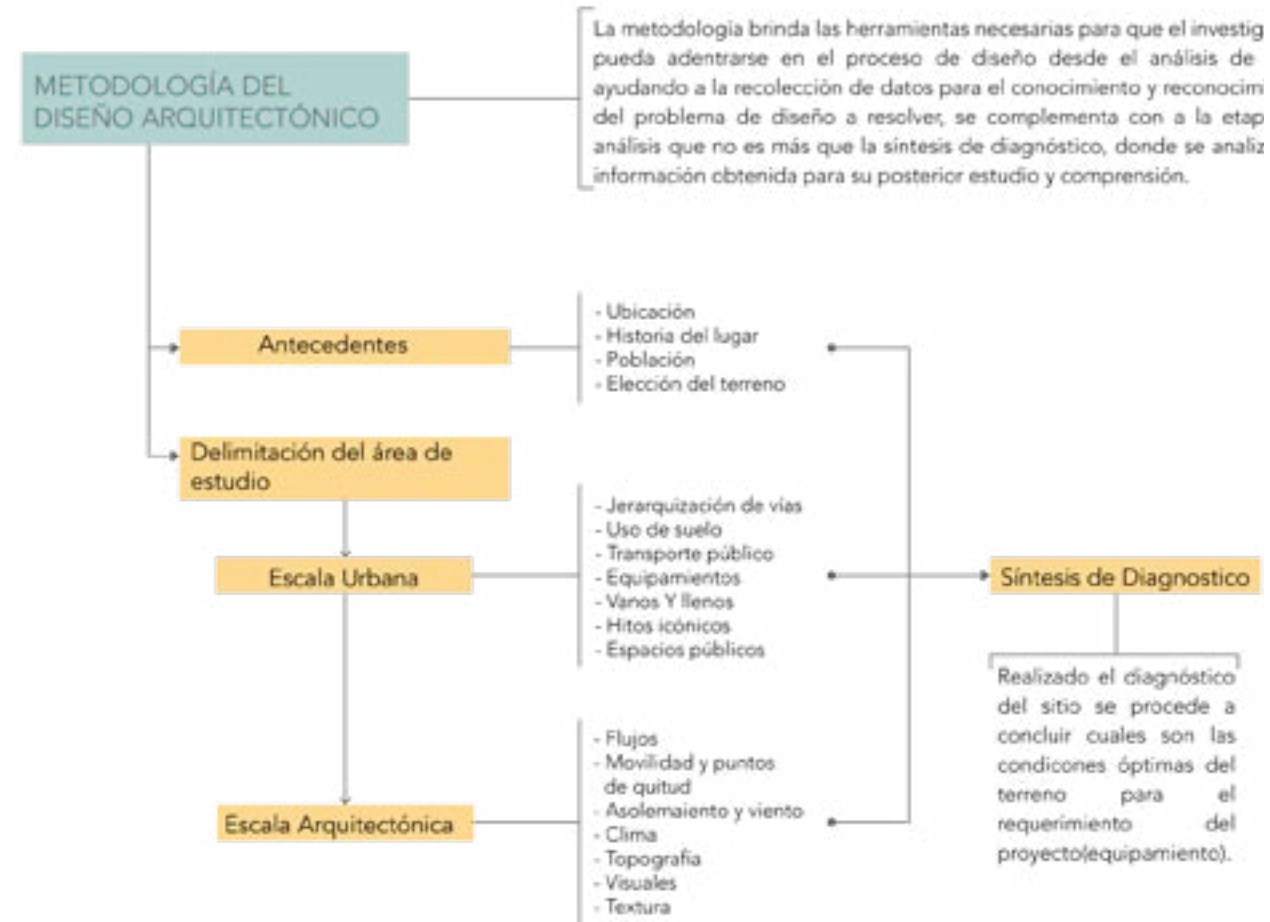 METODOLOGÍA DEL
DISEÑO ARQUITECTÓNICO
La metodología brinda las herramientas necesarias para que el investig
pueda adentrarse en el proceso de diseño desde el análisis de
ayudando a la recolección de datos para el conocimiento y reconocimi
del problema de diseño a resolver, se complementa con a la etap
análisis que no es más que la síntesis de diagnóstico, donde se analiz
información obtenida para su posterior estudio y comprensión.
Antecedentes
- Ubicación
- Historia del lugar
- Población
- Elección del terreno
Delimitación del área de
estudio
Escala Urbana
- Jerarquización de vías
- Uso de suelo
- Transporte público
- Equipamientos
- Vanos Y llenos
- Hitos icónicos
- Espacios públicos
Escala Arquitectónica
- Flujos
- Movilidad y puntos
de quitud
- Asolemaiento y viento
- Clima
- Topografia
- Visuales
- Textura
Síntesis de Diagnostico
Realizado el diagnóstico
del sitio se procede a
concluir cuales son las
condicones óptimas del
terreno para el
requerimiento del
proyecto(equipamiento).